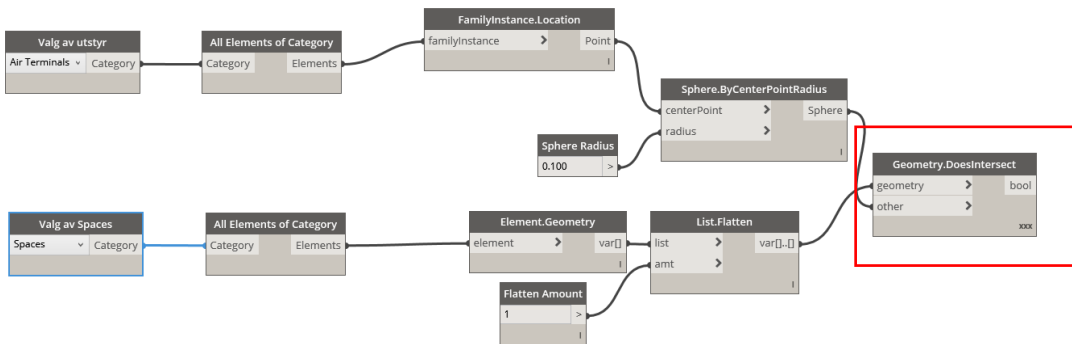 FamilyInstance.Location
familyInstance > Point
l
Valg av utstyr
Air Terminals Category
All Elements of Category
Category Elements
Sphere.ByCenterPointRadius
centerPoint > Sphere
radius >
l
Sphere Radius
0.100 >
Geometry.DoesIntersect
geometry > bool
other >
xxx
Valg av Spaces
Spaces Category
All Elements of Category
Category Elements
Element.Geometry
element > var[]
l
List.Flatten
list > var[]..[]
amt >
l
Flatten Amount
1 >
l